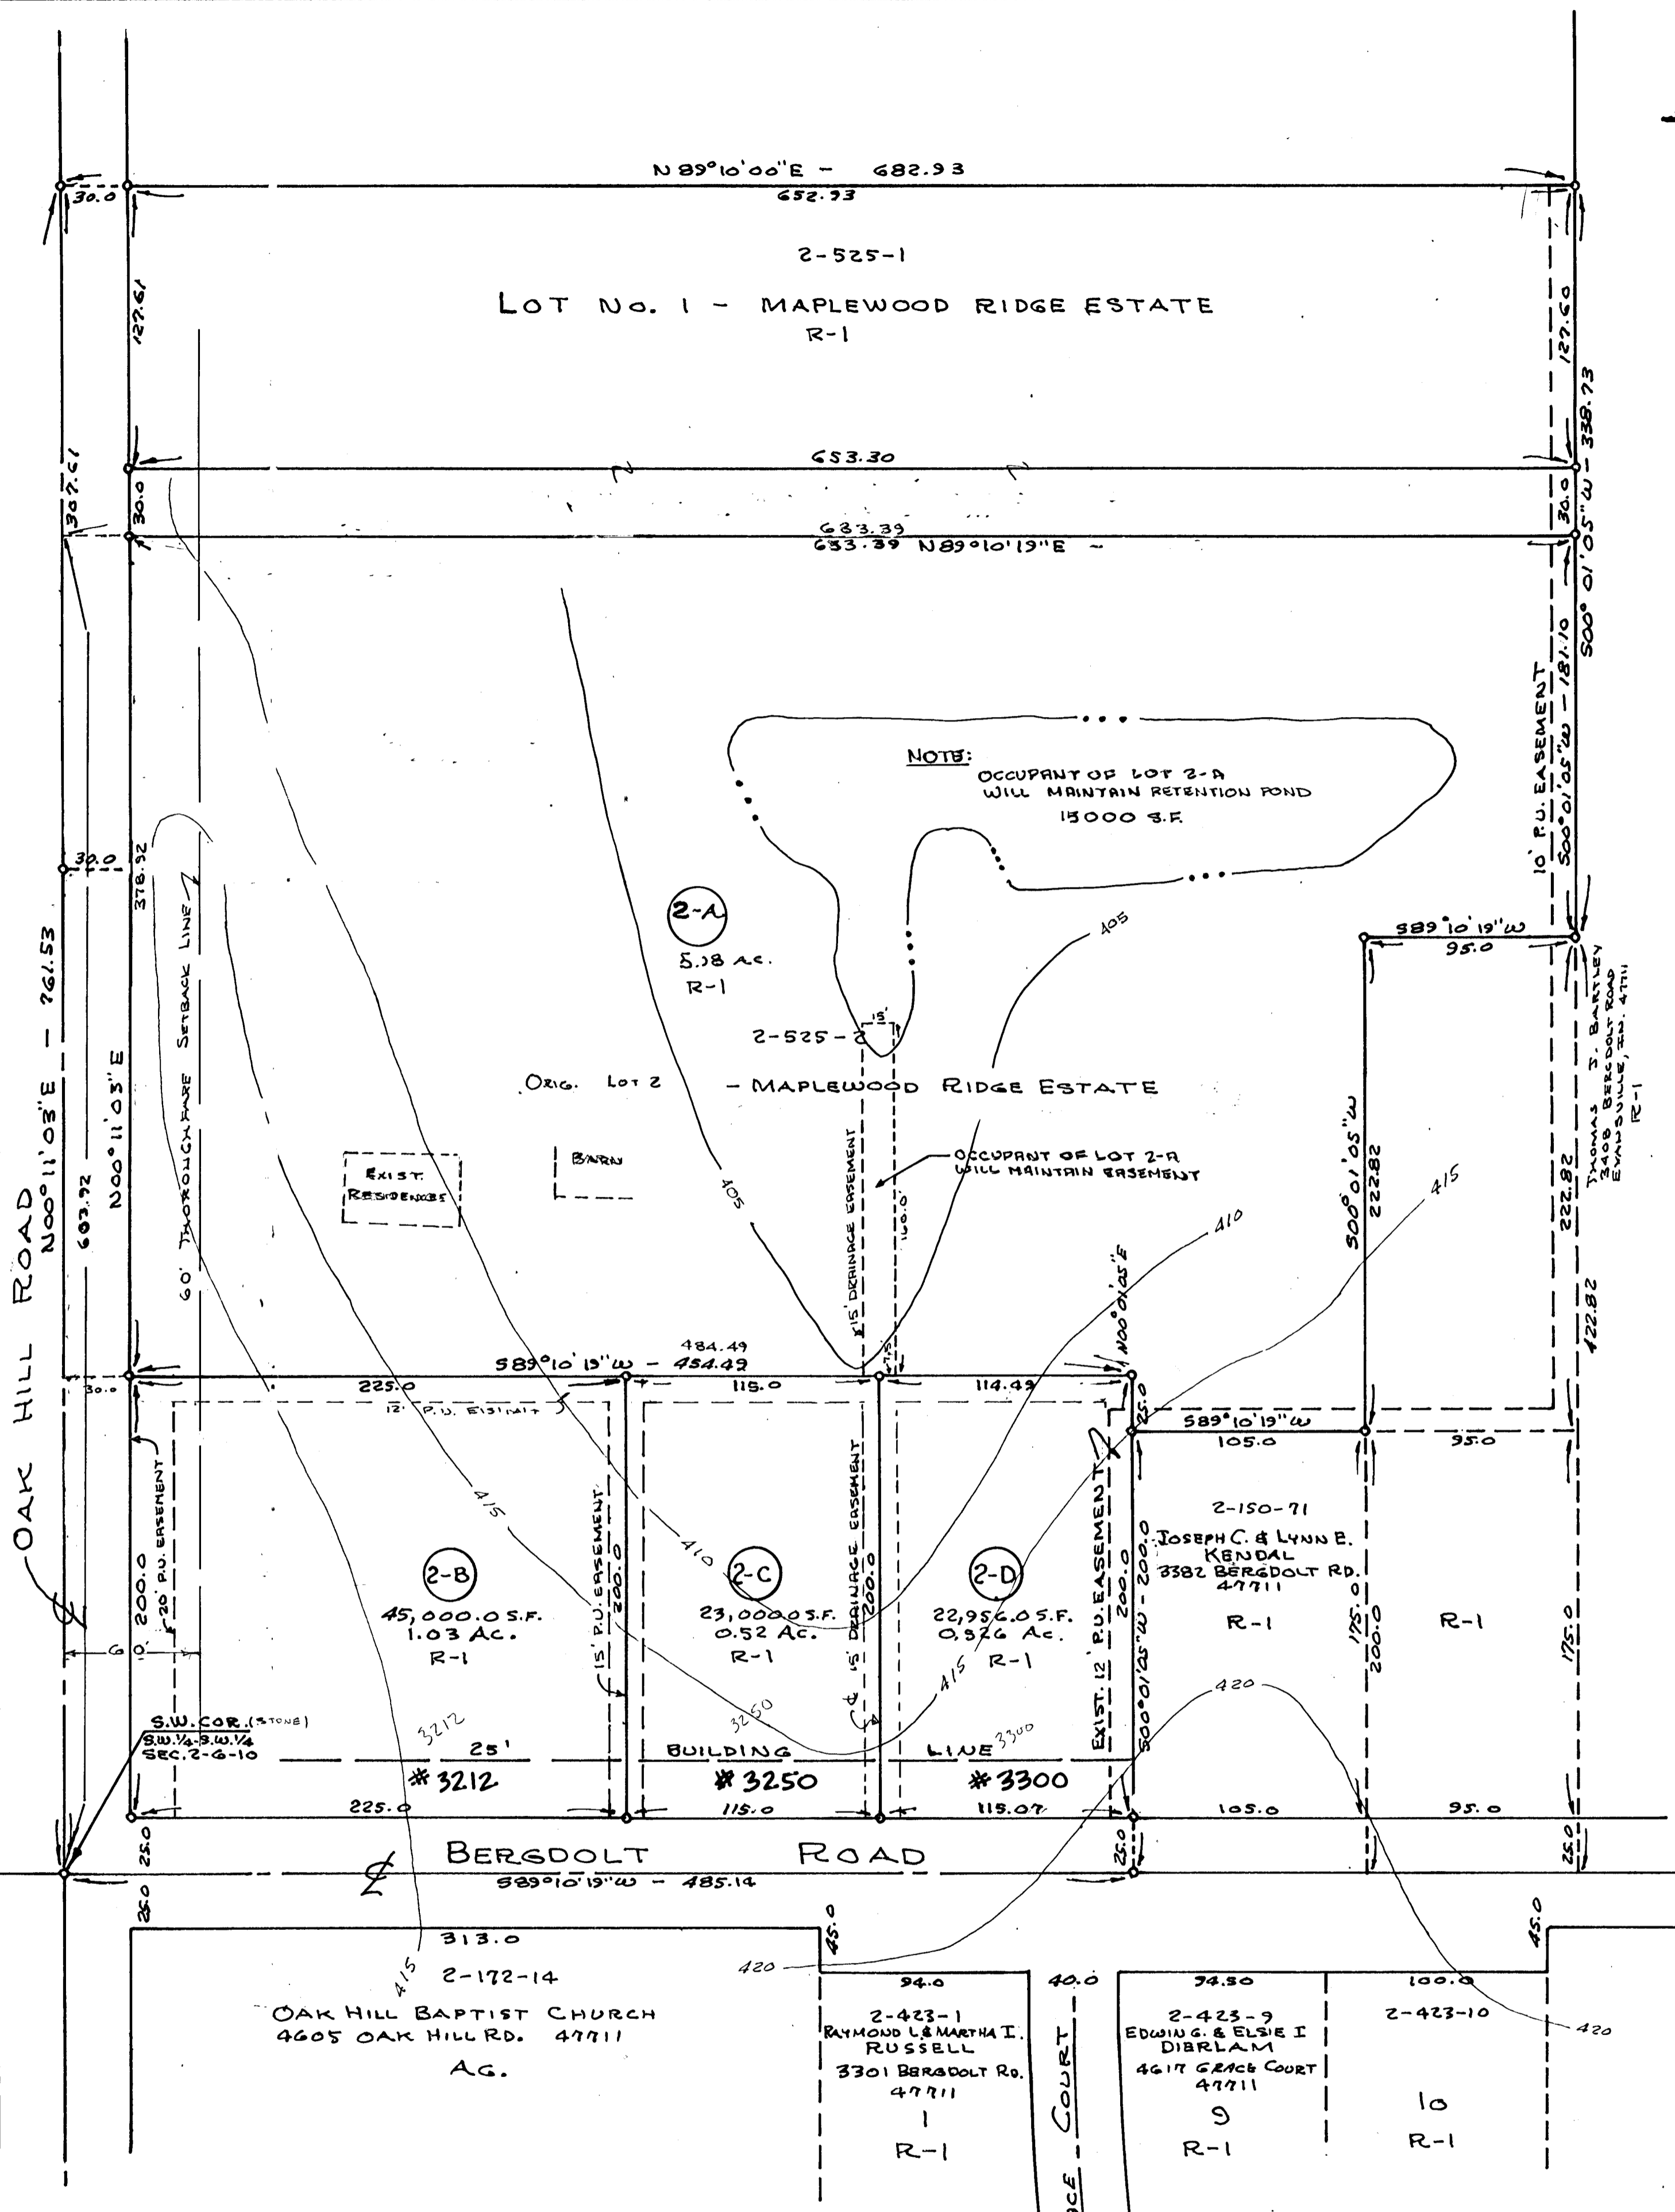 N 89°10'00"E - 682.93
30.0
652.93
2-525-1
LOT NO. 1 - MAPLEWOOD RIDGE ESTATE
R-1
127.61
127.60
S00° 01'05"W - 338.73
307.61
653.30
30.0
30.0
633.39
653.39 N89°10'19"E -
S00°01'05"W - 181.10
10' P.U. EASEMENT
NOTE:
OCCUPANT OF LOT 2-A
WILL MAINTAIN RETENTION POND
15000 S.F.
30.0
378.92
60' THOROUGHFARE SETBACK LINE
2-A
5.18 AC.
R-1
405
S89°10'19"W
95.0
THOMAS J. BARTLEY
3408 BERGDOLT ROAD
EVANSVILLE, IN. 47711
R-1
15'
2-525-2
ORIG. LOT 2 - MAPLEWOOD RIDGE ESTATE
N00°11'03"E - 761.53
603.92
N00°11'03"E
OAK HILL ROAD
EXIST.
RESIDENCES
BARN
15' DRAINAGE EASEMENT
160.0'
OCCUPANT OF LOT 2-A
WILL MAINTAIN EASEMENT
405
410
415
S00°01'05"W
222.82
222.82
422.82
N00°01'05"E
484.49
S89°10'19"W - 454.49
7.5
30.0
225.0
115.0
114.49
25.0
12' P.U. ESMT
S89°10'19"W
105.0
95.0
20' P.U. EASEMENT
200.0
415
410
15' P.U. EASEMENT
200.0
15' DRAINAGE EASEMENT
200.0
EXIST. 12' P.U. EASEMENT
200.0
S00°01'05"W - 200.0
2-B
45,000.0 S.F.
1.03 AC.
R-1
2-C
23,000.0 S.F.
0.52 AC.
R-1
2-D
22,956.0 S.F.
0.526 AC.
R-1
2-150-71
JOSEPH C. & LYNN E.
KENDAL
3382 BERGDOLT RD.
47711
R-1
175.0
200.0
R-1
175.0
60'
415
420
S.W. COR. (STONE)
S.W.¼-S.W.¼
SEC. 2-6-10
3212
3250
3300
25' BUILDING LINE
#3212
#3250
#3300
225.0
115.0
115.07
105.0
95.0
25.0
25.0
25.0
BERGDOLT ROAD
℄
S89°10'19"W - 485.14
25.0
313.0
45.0
45.0
415
2-172-14
OAK HILL BAPTIST CHURCH
4605 OAK HILL RD. 47711
AG.
420
94.0
40.0
94.50
100.0
2-423-1
RAYMOND L. & MARTHA I.
RUSSELL
3301 BERGDOLT RD.
47711
1
R-1
COURT
2-423-9
EDWIN G. & ELSIE I
DIERLAM
4617 GRACE COURT
47711
9
R-1
2-423-10
10
R-1
420